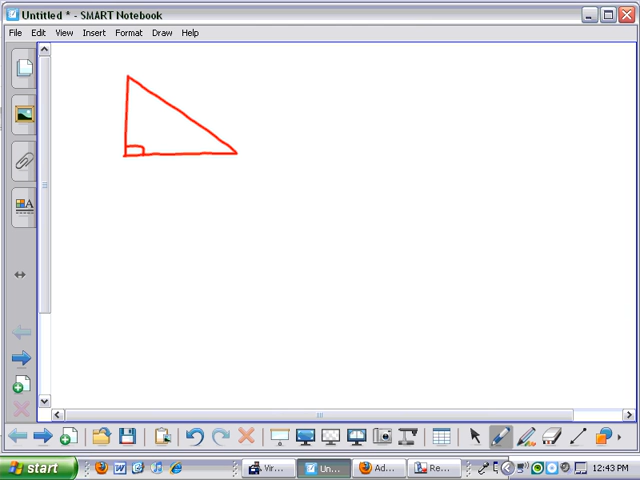 Untitled * - SMART Notebook
File Edit View Insert Format Draw Help
start Vir... Un... Ad... Re... 12:43 PM